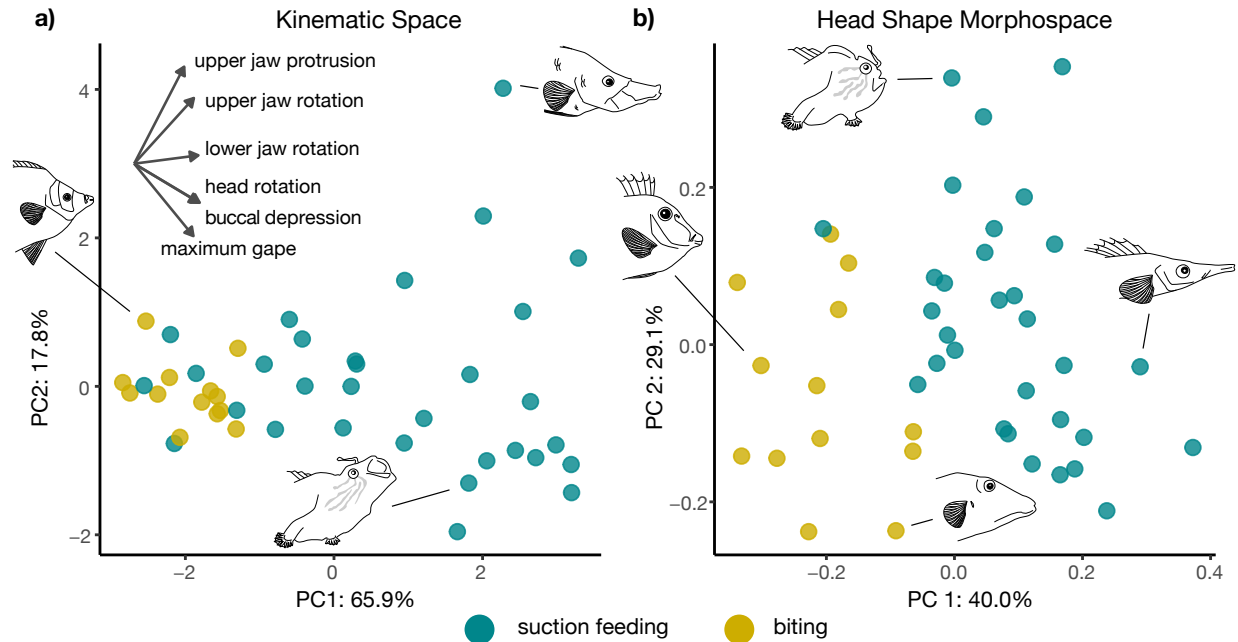 a)
Kinematic Space
upper jaw protrusion
upper jaw rotation
lower jaw rotation
head rotation
buccal depression
maximum gape
4
2
0
−2
PC2: 17.8%
−2
0
2
PC1: 65.9%
b)
Head Shape Morphospace
0.2
0.0
−0.2
PC 2: 29.1%
−0.2
0.0
0.2
0.4
PC 1: 40.0%
suction feeding
biting